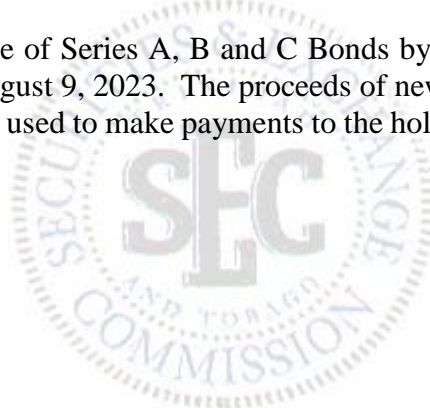 e of Series A, B and C Bonds by
gust 9, 2023. The proceeds of nev
used to make payments to the hol
SECURITIES & EXCHANGE
SEC
AND TOBAGO
COMMISSION